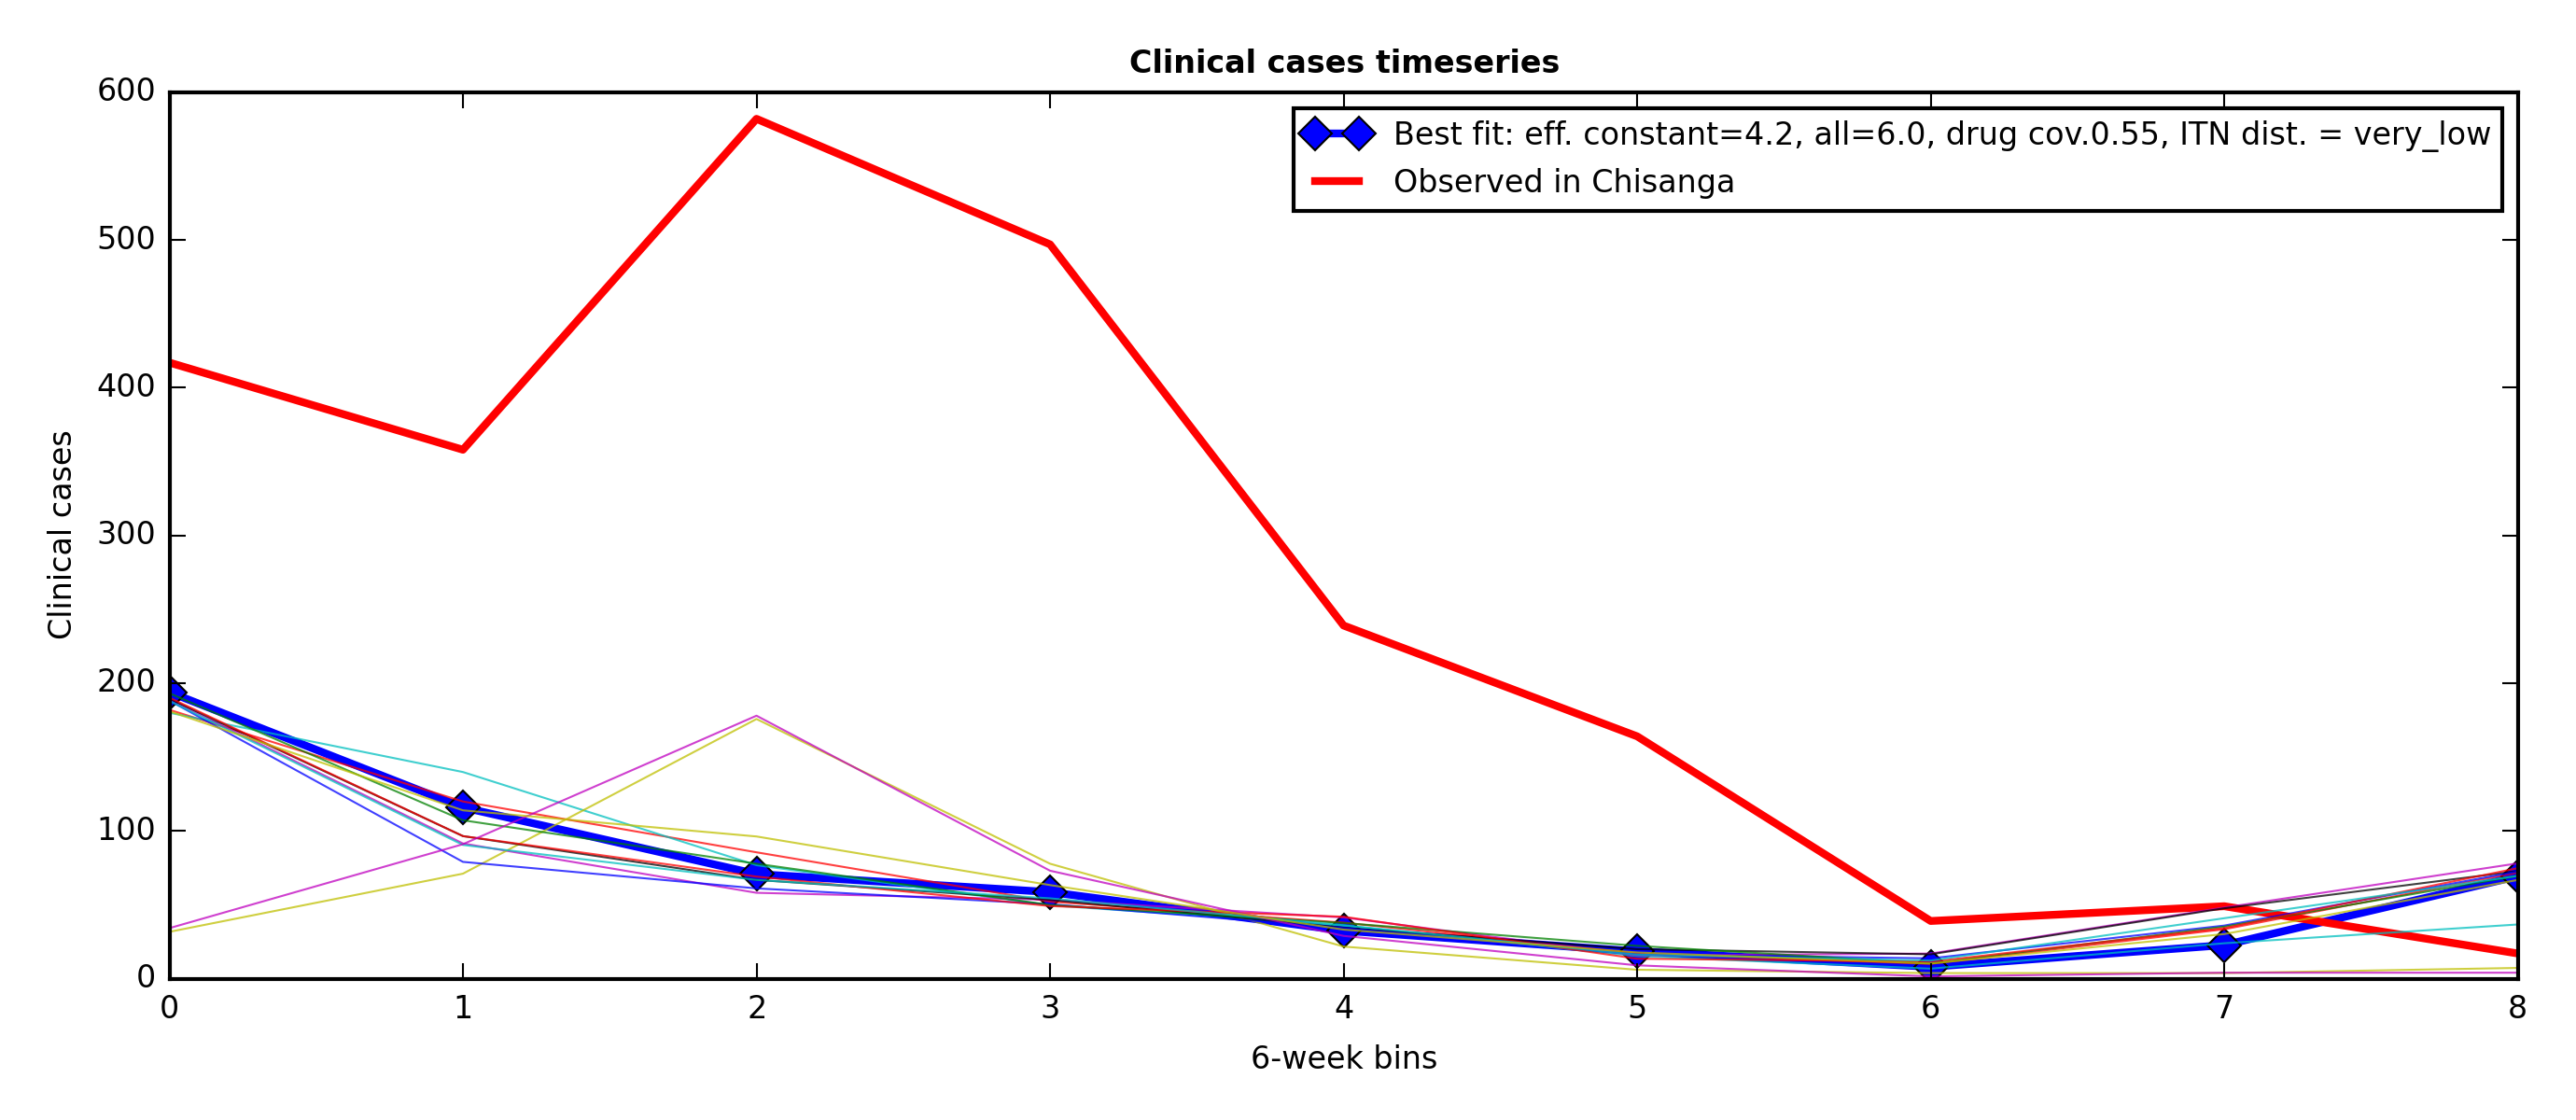 Clinical cases timeseries
600
500
400
300
200
100
0
Clinical cases
Best fit: eff. constant=4.2, all=6.0, drug cov.0.55, ITN dist. = very_low
Observed in Chisanga
0 1 2 3 4 5 6 7 8
6-week bins